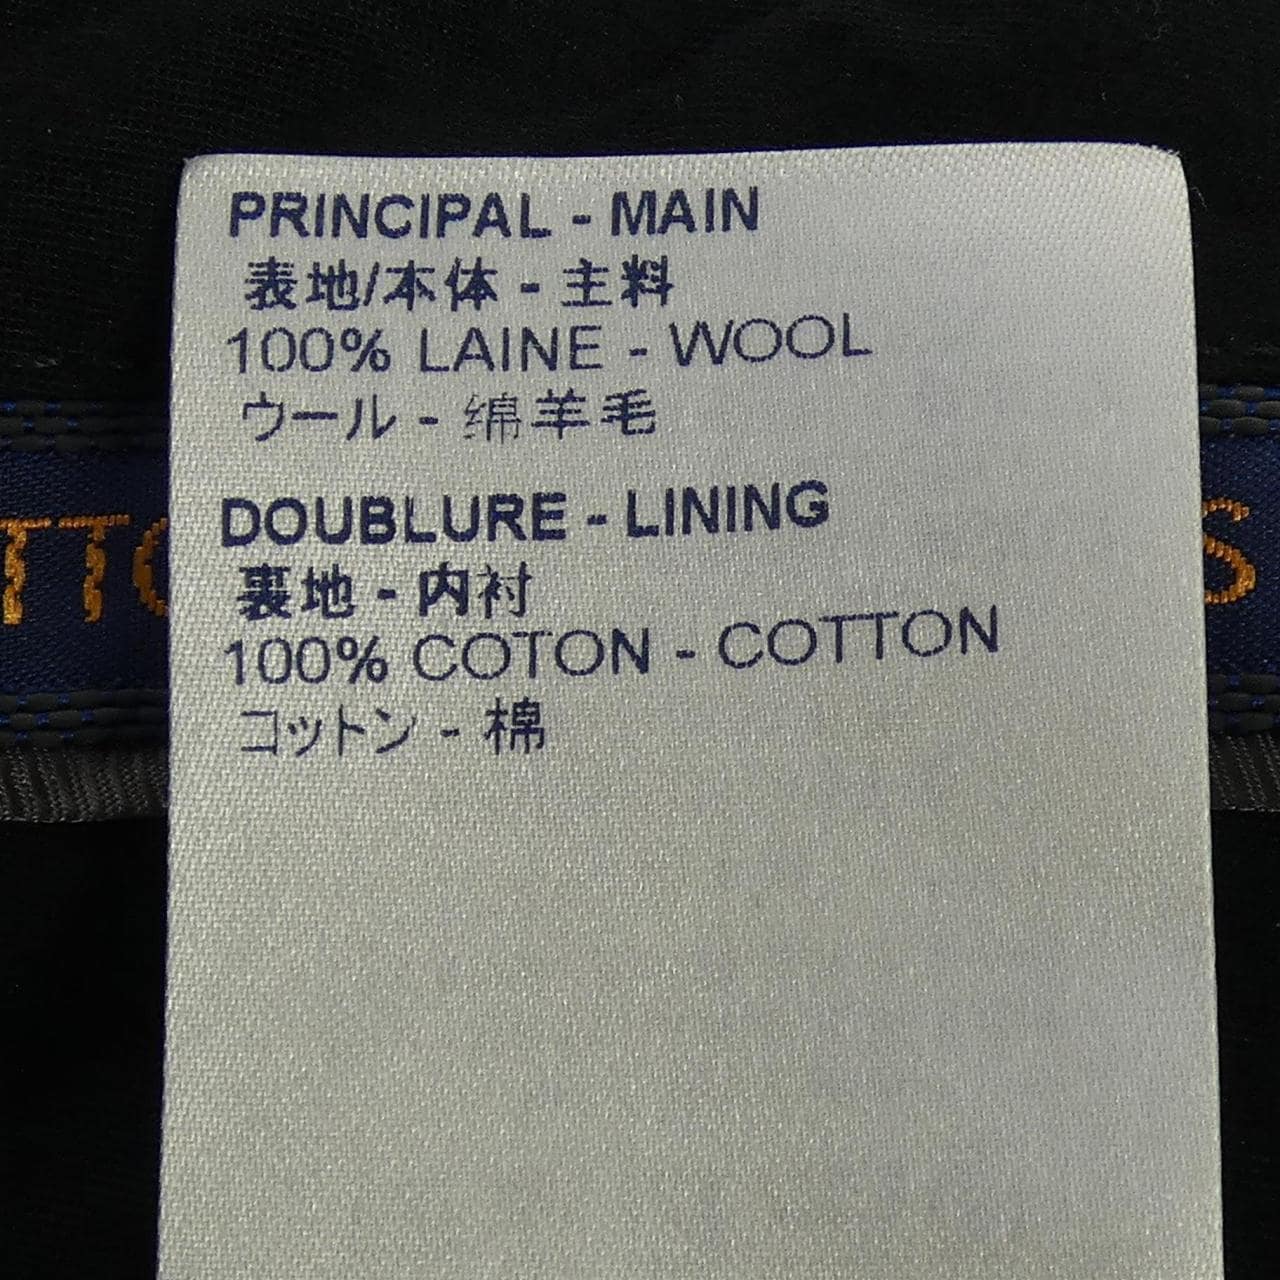 PRINCIPAL - MAIN
表地/本体 - 主料
100% LAINE - WOOL
ウール - 绵羊毛
DOUBLURE - LINING
裏地 - 内衬
100% COTON - COTTON
コットン - 棉